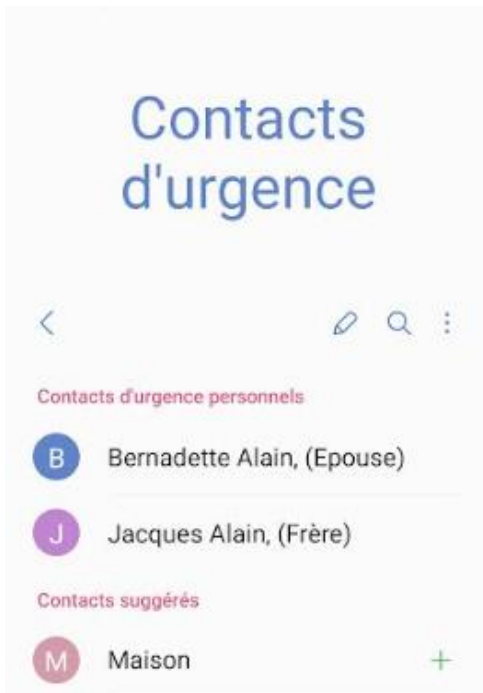 Contacts
d'urgence
Contacts d'urgence personnels
B
Bernadette Alain, (Epouse)
J
Jacques Alain, (Frère)
Contacts suggérés
M
Maison